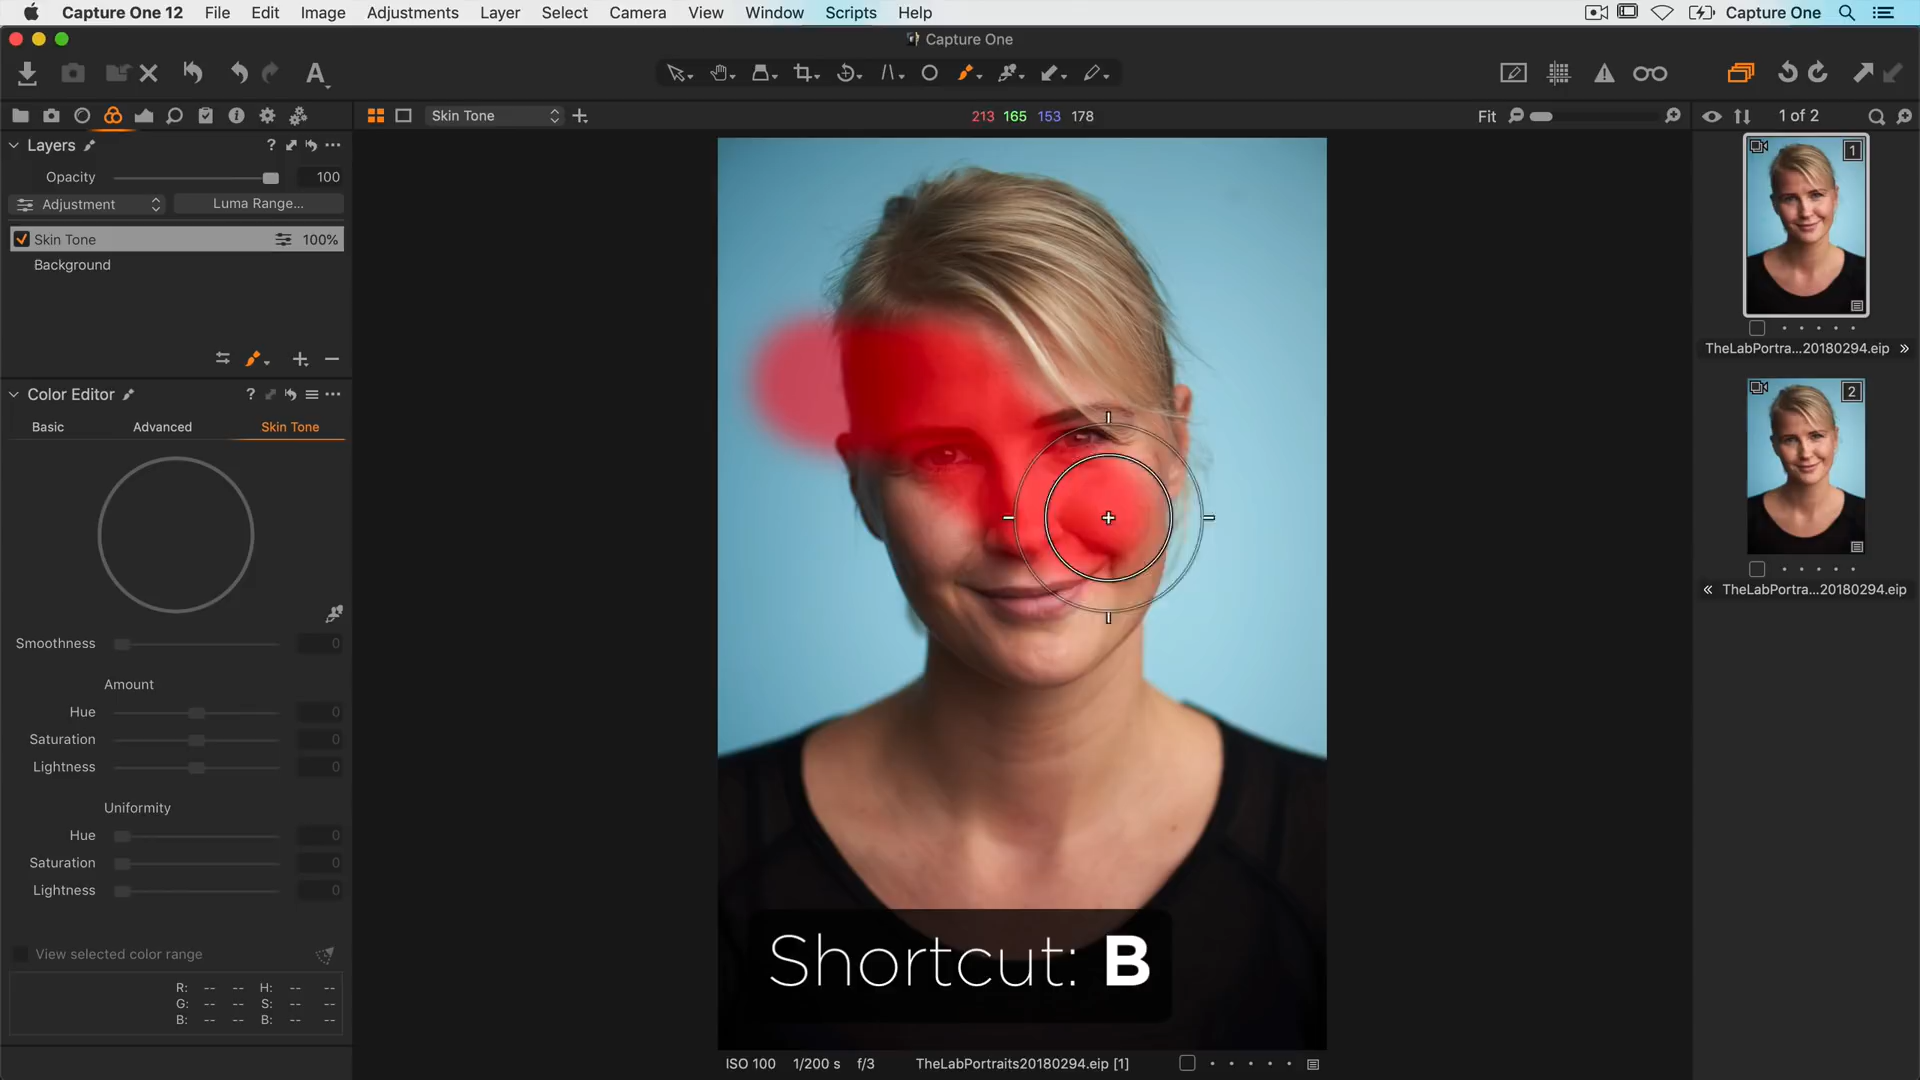 Capture One 12 File Edit Image Adjustments Layer Select Camera View Window Scripts Help Capture One
Capture One
A
Skin Tone 213 165 153 178 Fit 1 of 2
Layers ? ...
Opacity 100
Adjustment Luma Range...
Skin Tone 100%
Background
Color Editor ? ...
Basic Advanced Skin Tone
Smoothness 0
Amount
Hue 0
Saturation 0
Lightness 0
Uniformity
Hue 0
Saturation 0
Lightness 0
View selected color range
R: -- -- H: -- --
G: -- -- S: -- --
B: -- -- B: -- --
Shortcut: B
ISO 100 1/200 s f/3 TheLabPortraits20180294.eip [1]
1
TheLabPortra...20180294.eip »
2
« TheLabPortra...20180294.eip